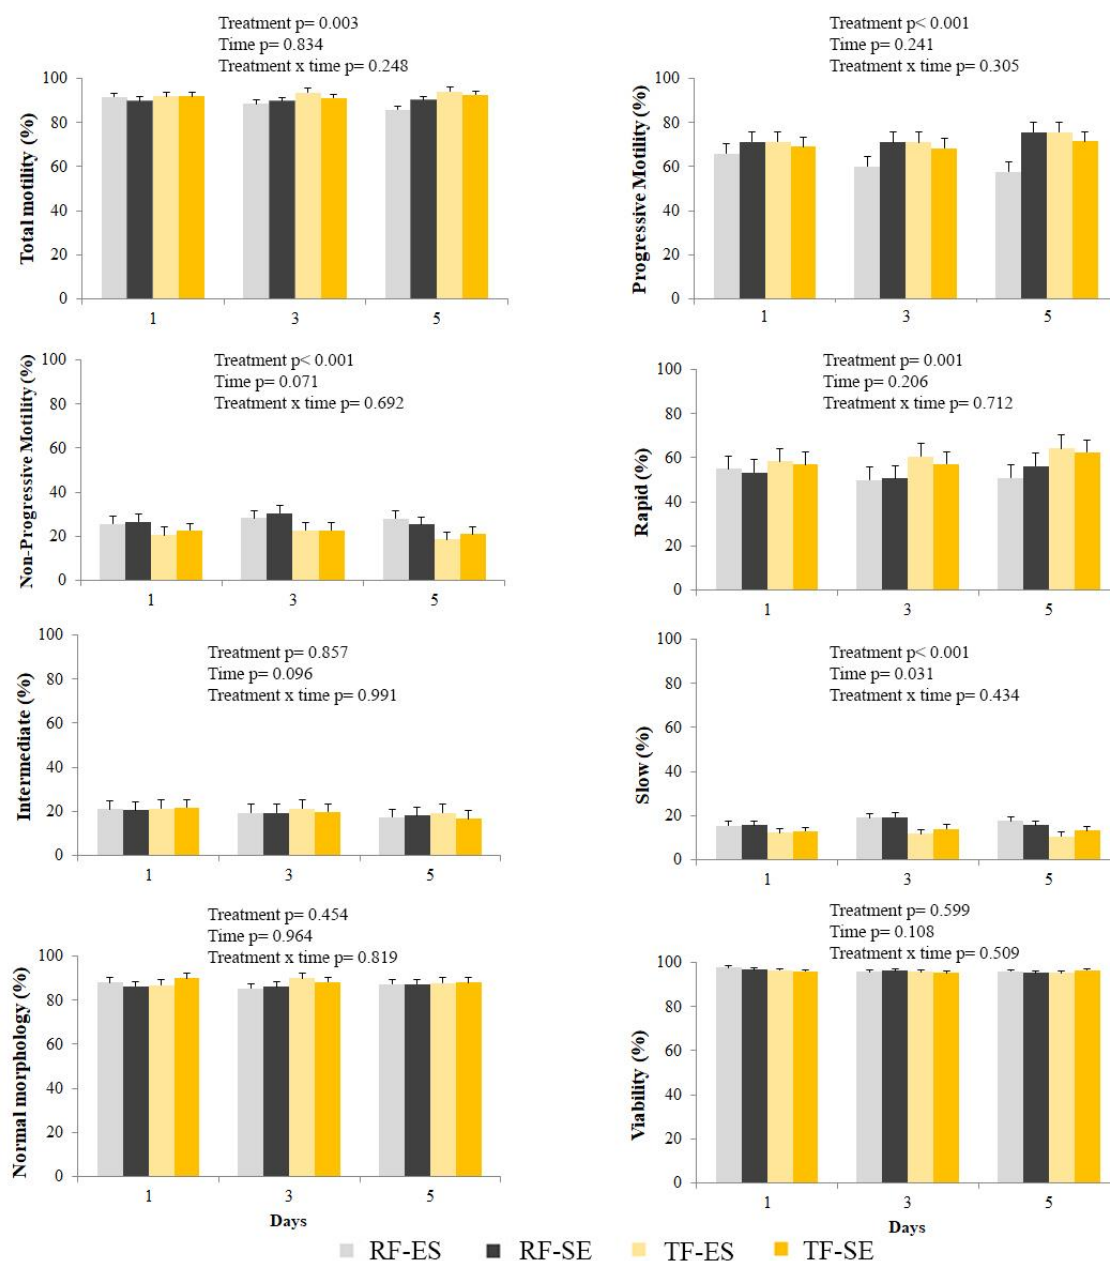 Treatment p= 0.003
Time p= 0.834
Treatment x time p= 0.248
Total motility (%)
100
80
60
40
20
0
1 3 5
Treatment p< 0.001
Time p= 0.241
Treatment x time p= 0.305
Progressive Motility (%)
100
80
60
40
20
0
1 3 5
Treatment p< 0.001
Time p= 0.071
Treatment x time p= 0.692
Non-Progressive Motility (%)
100
80
60
40
20
0
1 3 5
Treatment p= 0.001
Time p= 0.206
Treatment x time p= 0.712
Rapid (%)
100
80
60
40
20
0
1 3 5
Treatment p= 0.857
Time p= 0.096
Treatment x time p= 0.991
Intermediate (%)
100
80
60
40
20
0
1 3 5
Treatment p< 0.001
Time p= 0.031
Treatment x time p= 0.434
Slow (%)
100
80
60
40
20
0
1 3 5
Treatment p= 0.454
Time p= 0.964
Treatment x time p= 0.819
Normal morphology (%)
100
80
60
40
20
0
1 3 5
Days
Treatment p= 0.599
Time p= 0.108
Treatment x time p= 0.509
Viability (%)
100
80
60
40
20
0
1 3 5
Days
RF-ES RF-SE TF-ES TF-SE